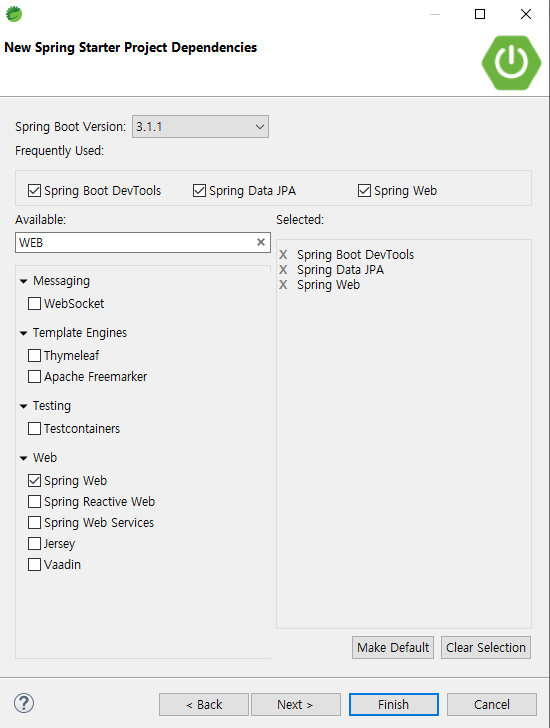 New Spring Starter Project Dependencies
Spring Boot Version: 3.1.1
Frequently Used:
Spring Boot DevTools Spring Data JPA Spring Web
Available: Selected:
WEB
X Spring Boot DevTools
X Spring Data JPA
X Spring Web
Messaging
WebSocket
Template Engines
Thymeleaf
Apache Freemarker
Testing
Testcontainers
Web
Spring Web
Spring Reactive Web
Spring Web Services
Jersey
Vaadin
Make Default Clear Selection
? < Back Next > Finish Cancel